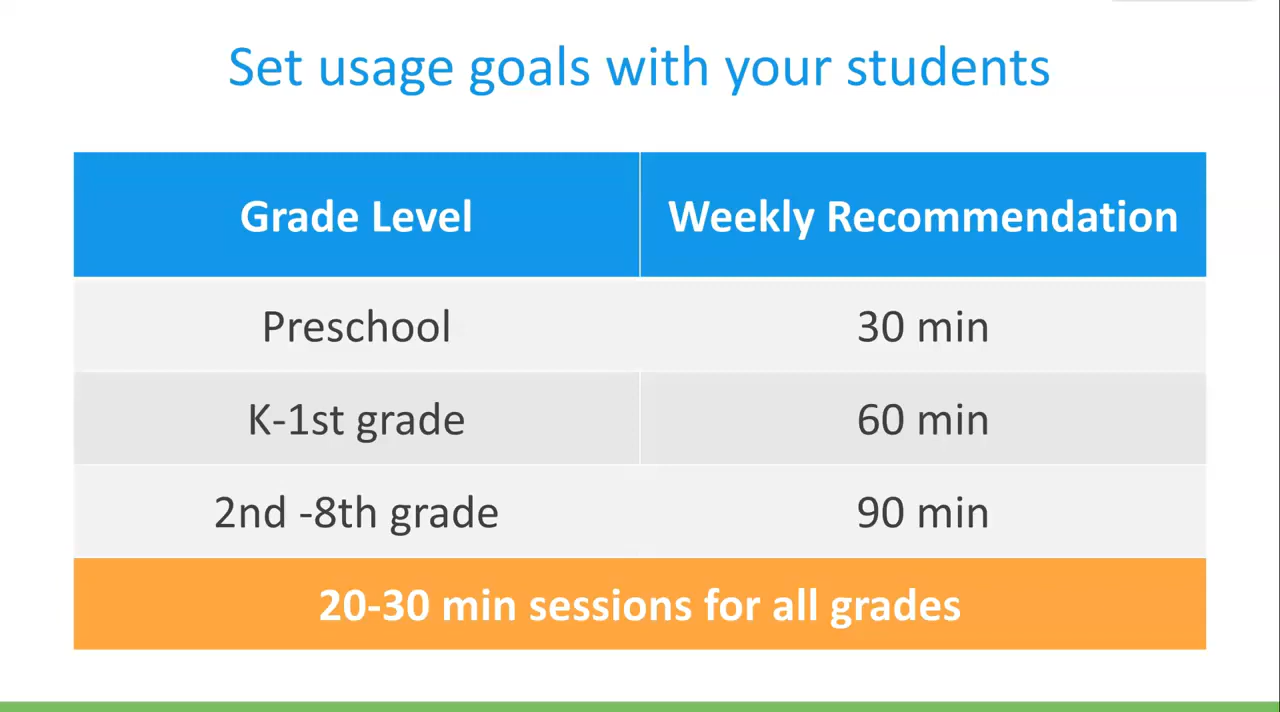 Set usage goals with your students
Grade Level Weekly Recommendation
Preschool 30 min
K-1st grade 60 min
2nd -8th grade 90 min
20-30 min sessions for all grades